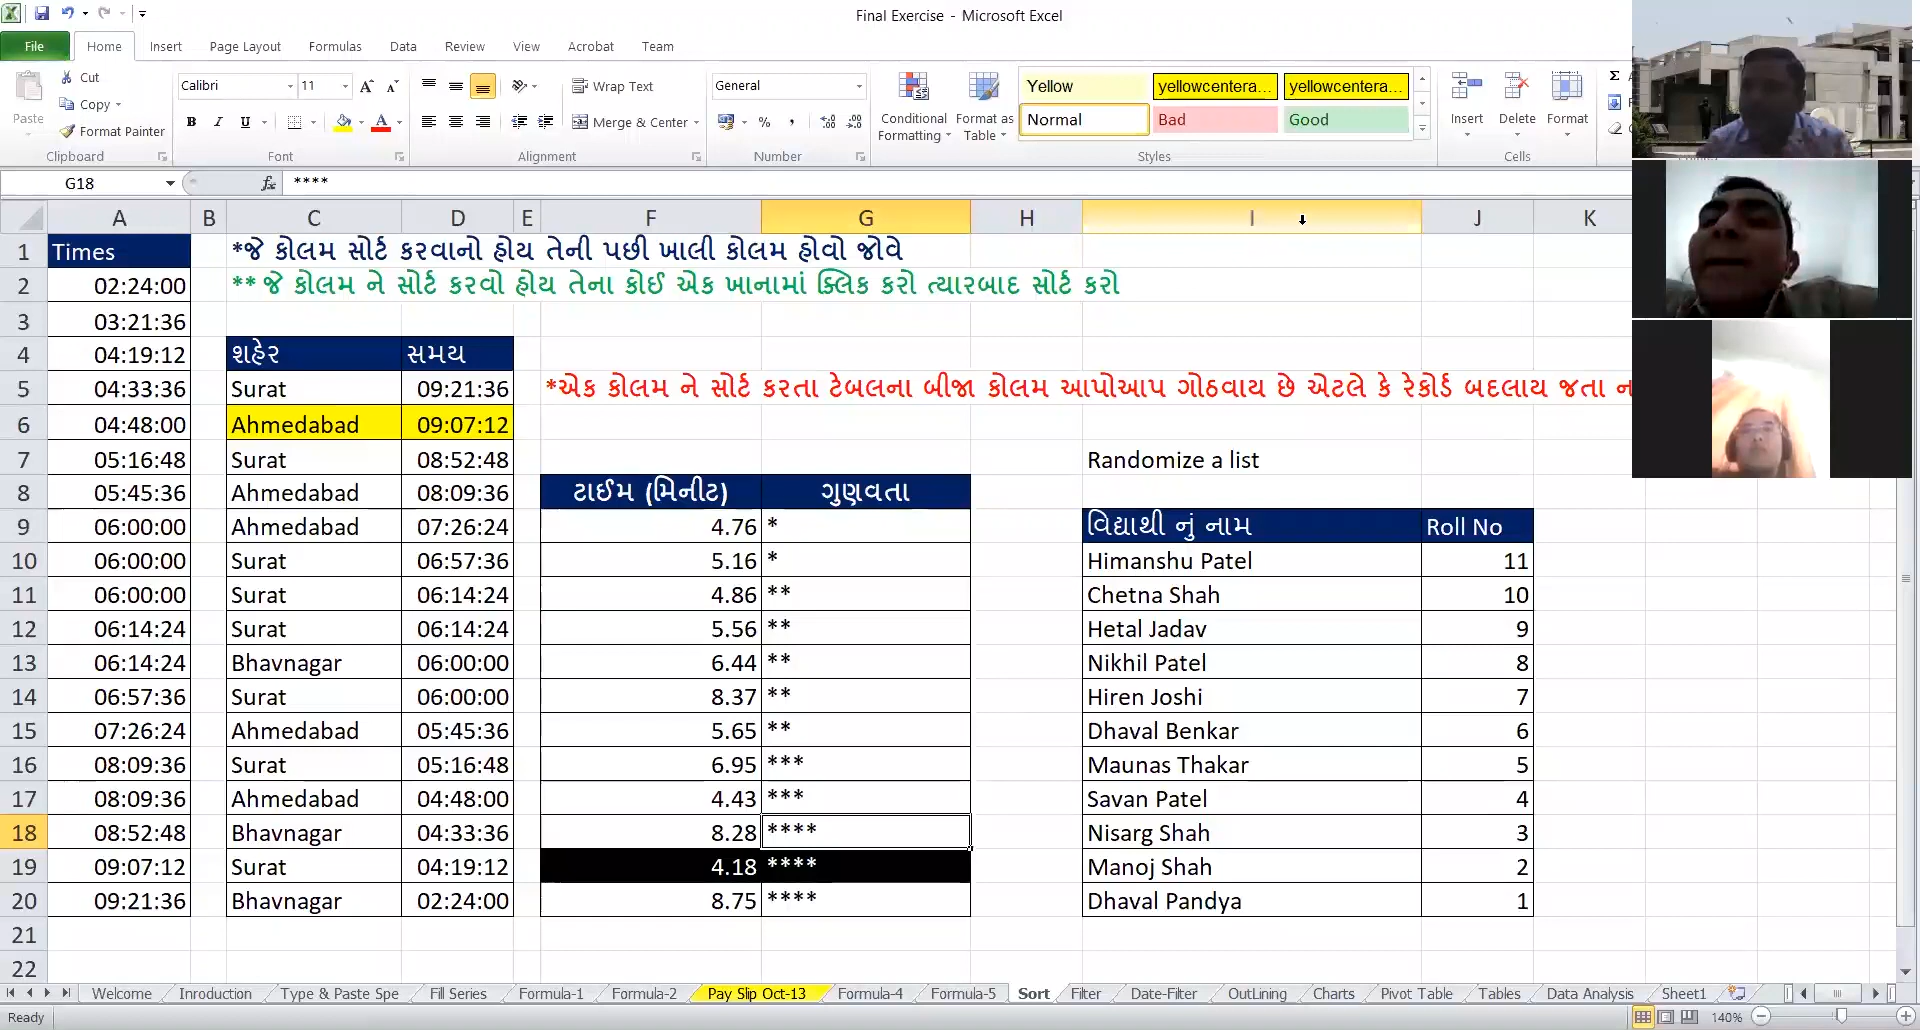 Final Exercise - Microsoft Excel
File Home Insert Page Layout Formulas Data Review View Acrobat Team
Paste Cut Copy Format Painter Clipboard
Calibri 11 Font
Wrap Text Merge & Center Alignment
General Number
Conditional Formatting Format as Table
Yellow yellowcentera... yellowcentera...
Normal Bad Good Styles
Insert Delete Format Cells
G18 fx ****
A B C D E F G H I J K
1 Times *જે કોલમ સોર્ટ કરવાનો હોય તેની પછી ખાલી કોલમ હોવો જોવે
2 02:24:00 ** જે કોલમ ને સોર્ટ કરવો હોય તેના કોઈ એક ખાનામાં ક્લિક કરો ત્યારબાદ સોર્ટ કરો
3 03:21:36
4 04:19:12 શહેર સમય
5 04:33:36 Surat 09:21:36 *એક કોલમ ને સોર્ટ કરતા ટેબલના બીજા કોલમ આપોઆપ ગોઠવાય છે એટલે કે રેકોર્ડ બદલાય જતા ન
6 04:48:00 Ahmedabad 09:07:12
7 05:16:48 Surat 08:52:48 Randomize a list
8 05:45:36 Ahmedabad 08:09:36 ટાઈમ (મિનીટ) ગુણવતા
9 06:00:00 Ahmedabad 07:26:24 4.76 * વિદ્યાથી નું નામ Roll No
10 06:00:00 Surat 06:57:36 5.16 * Himanshu Patel 11
11 06:00:00 Surat 06:14:24 4.86 ** Chetna Shah 10
12 06:14:24 Surat 06:14:24 5.56 ** Hetal Jadav 9
13 06:14:24 Bhavnagar 06:00:00 6.44 ** Nikhil Patel 8
14 06:57:36 Surat 06:00:00 8.37 ** Hiren Joshi 7
15 07:26:24 Ahmedabad 05:45:36 5.65 ** Dhaval Benkar 6
16 08:09:36 Surat 05:16:48 6.95 *** Maunas Thakar 5
17 08:09:36 Ahmedabad 04:48:00 4.43 *** Savan Patel 4
18 08:52:48 Bhavnagar 04:33:36 8.28 **** Nisarg Shah 3
19 09:07:12 Surat 04:19:12 4.18 **** Manoj Shah 2
20 09:21:36 Bhavnagar 02:24:00 8.75 **** Dhaval Pandya 1
21
22
Welcome Inroduction Type & Paste Spe Fill Series Formula-1 Formula-2 Pay Slip Oct-13 Formula-4 Formula-5 Sort Filter Date-Filter OutLining Charts Pivot Table Tables Data Analysis Sheet1
Ready 140%